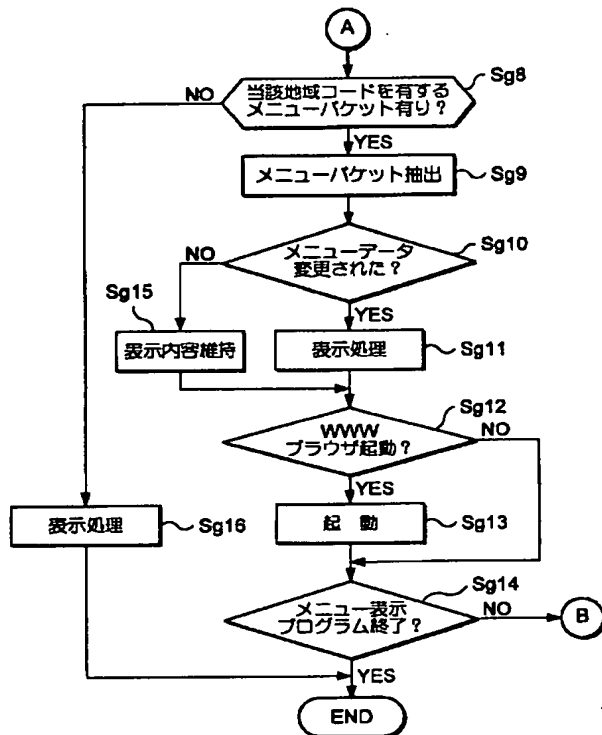 A
当該地域コードを有する
メニューパケット有り？
Sg8
NO
YES
メニューパケット抽出
Sg9
メニューデータ
変更された？
Sg10
NO
YES
Sg15
表示内容維持
表示処理
Sg11
WWW
ブラウザ起動？
Sg12
NO
YES
起 動
Sg13
表示処理
Sg16
メニュー表示
プログラム終了？
Sg14
NO
B
YES
END